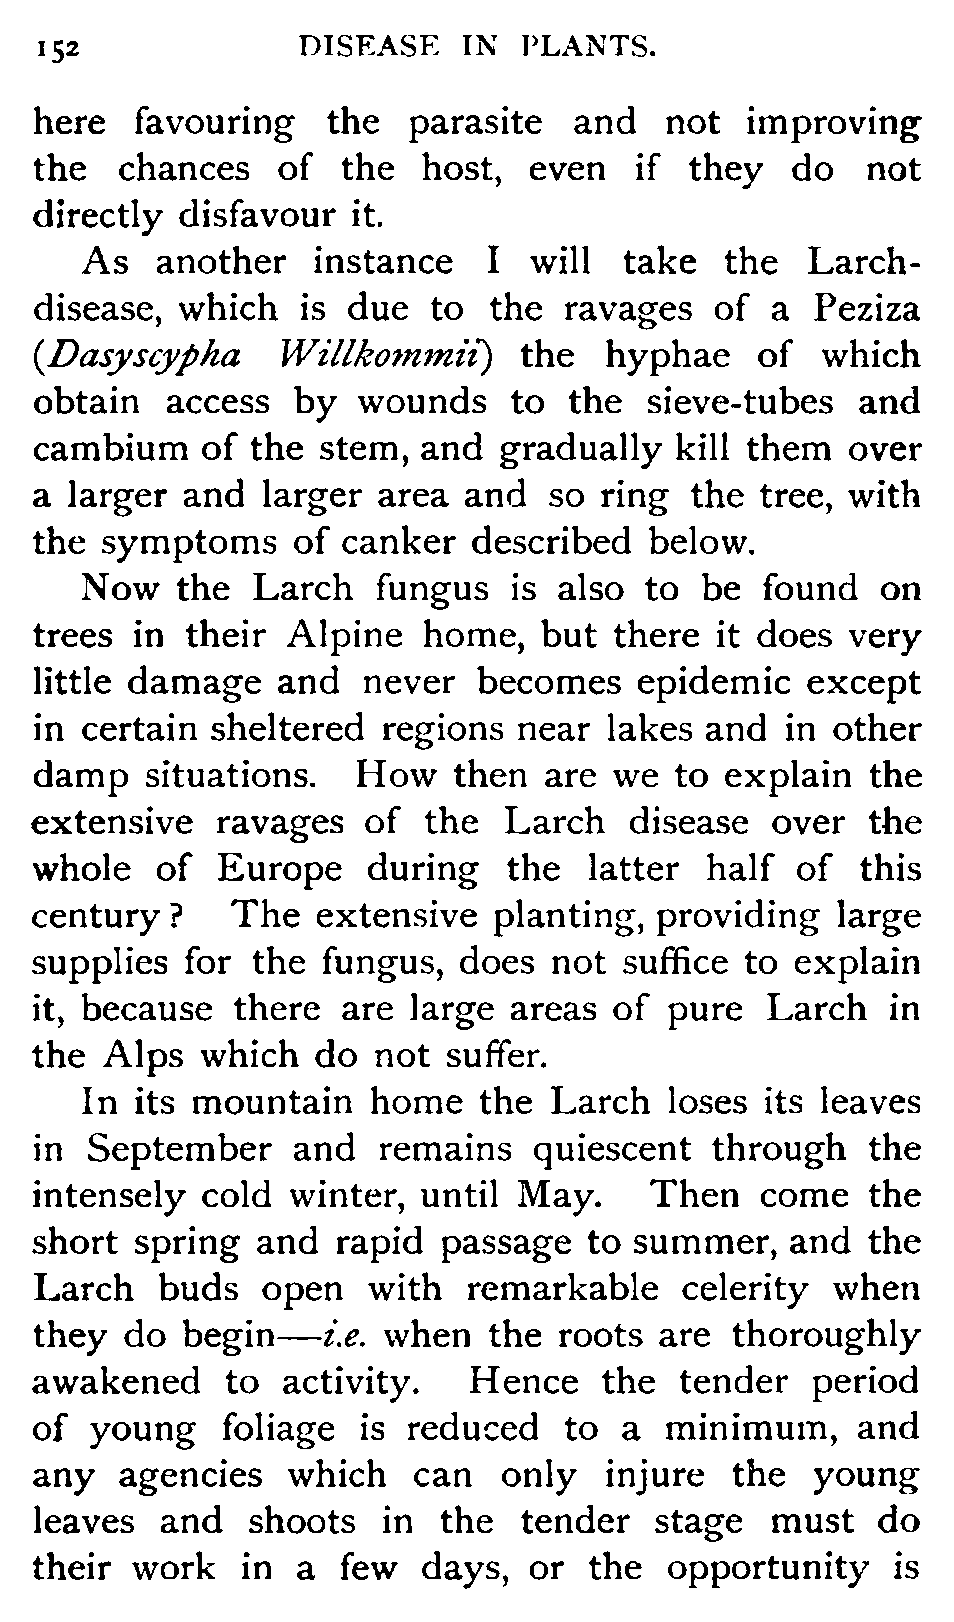 152 DISEASE IN PLANTS.
here favouring the parasite and not improving
the chances of the host, even if they do not
directly disfavour it.
As another instance I will take the Larch-
disease, which is due to the ravages of a Peziza
(Dasyscypha Willkommii) the hyphae of which
obtain access by wounds to the sieve-tubes and
cambium of the stem, and gradually kill them over
a larger and larger area and so ring the tree, with
the symptoms of canker described below.
Now the Larch fungus is also to be found on
trees in their Alpine home, but there it does very
little damage and never becomes epidemic except
in certain sheltered regions near lakes and in other
damp situations. How then are we to explain the
extensive ravages of the Larch disease over the
whole of Europe during the latter half of this
century? The extensive planting, providing large
supplies for the fungus, does not suffice to explain
it, because there are large areas of pure Larch in
the Alps which do not suffer.
In its mountain home the Larch loses its leaves
in September and remains quiescent through the
intensely cold winter, until May. Then come the
short spring and rapid passage to summer, and the
Larch buds open with remarkable celerity when
they do begin—i.e. when the roots are thoroughly
awakened to activity. Hence the tender period
of young foliage is reduced to a minimum, and
any agencies which can only injure the young
leaves and shoots in the tender stage must do
their work in a few days, or the opportunity is